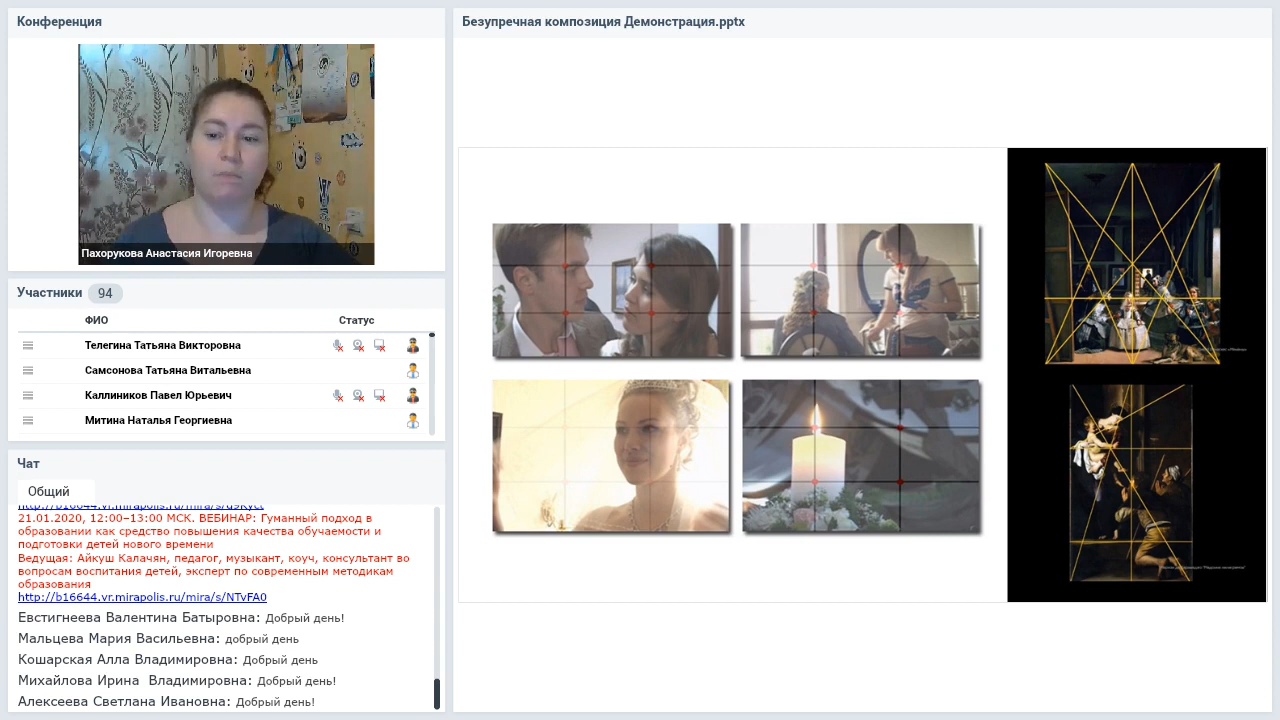 Конференция
Пахорукова Анастасия Игоревна
Участники 94
ФИО Статус
Телегина Татьяна Викторовна
Самсонова Татьяна Витальевна
Каллиников Павел Юрьевич
Митина Наталья Георгиевна
Чат
Общий
21.01.2020, 12:00–13:00 МСК. ВЕБИНАР: Гуманный подход в
образовании как средство повышения качества обучаемости и
подготовки детей нового времени
Ведущая: Айкуш Калачян, педагог, музыкант, коуч, консультант во
вопросам воспитания детей, эксперт по современным методикам
образования
http://b16644.vr.mirapolis.ru/mira/s/NTvFA0
Евстигнеева Валентина Батыровна: Добрый день!
Мальцева Мария Васильевна: добрый день
Кошарская Алла Владимировна: Добрый день
Михайлова Ирина  Владимировна: Добрый день!
Алексеева Светлана Ивановна: Добрый день!
Безупречная композиция Демонстрация.pptx